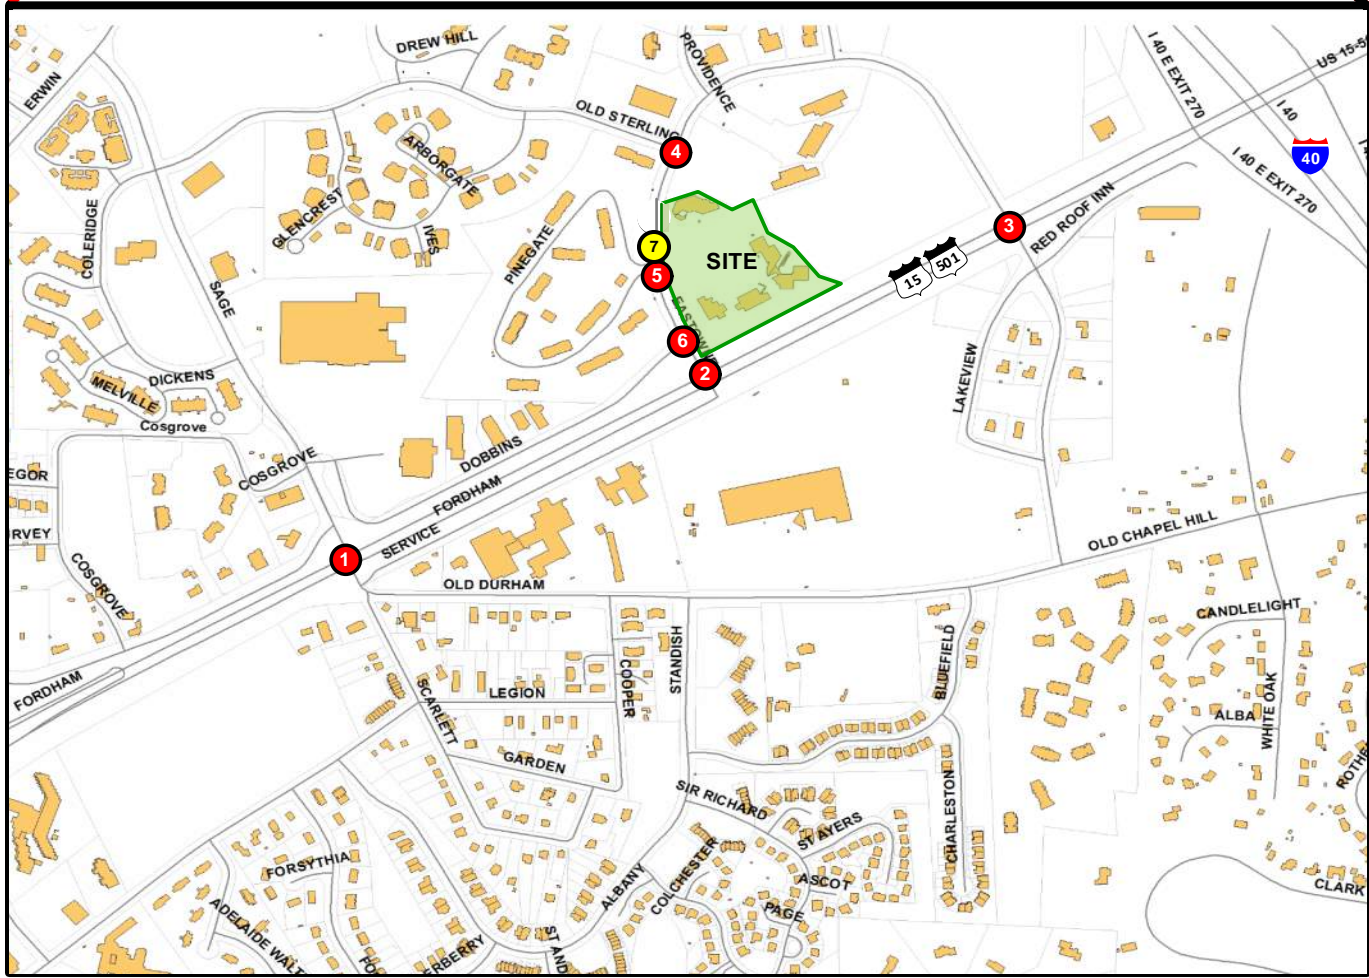 DREW HILL
PROVIDENCE
I 40 E EXIT 270
US 15-5
ERWIN
OLD STERLING
I 40
4
40
ARBORGATE
I 40 E EXIT 270
COLERIDGE
GLENCREST
IVES
PINEGATE
7
SITE
3
RED ROOF INN
5
15
501
SAGE
6
2
LAKEVIEW
DICKENS
MELVILLE
Cosgrove
COSGROVE
DOBBINS
FORDHAM
EGOR
RVEY
SERVICE
1
OLD CHAPEL HILL
COSGROVE
OLD DURHAM
CANDLELIGHT
FORDHAM
SCARLETT
LEGION
COOPER
STANDISH
BLUEFIELD
ALBA
WHITE OAK
GARDEN
ROTHE
SIR RICHARD
ST AYERS
CHARLESTON
FORSYTHIA
ALBANY
COLCHESTER
ASCOT
CLARK
PAGE
ADELAIDE WALT
FO
ERBERRY
ST AND